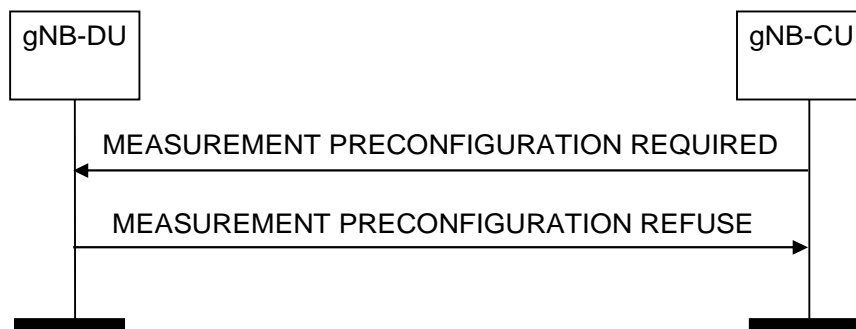 gNB-DU
gNB-CU
MEASUREMENT PRECONFIGURATION REQUIRED
MEASUREMENT PRECONFIGURATION REFUSE